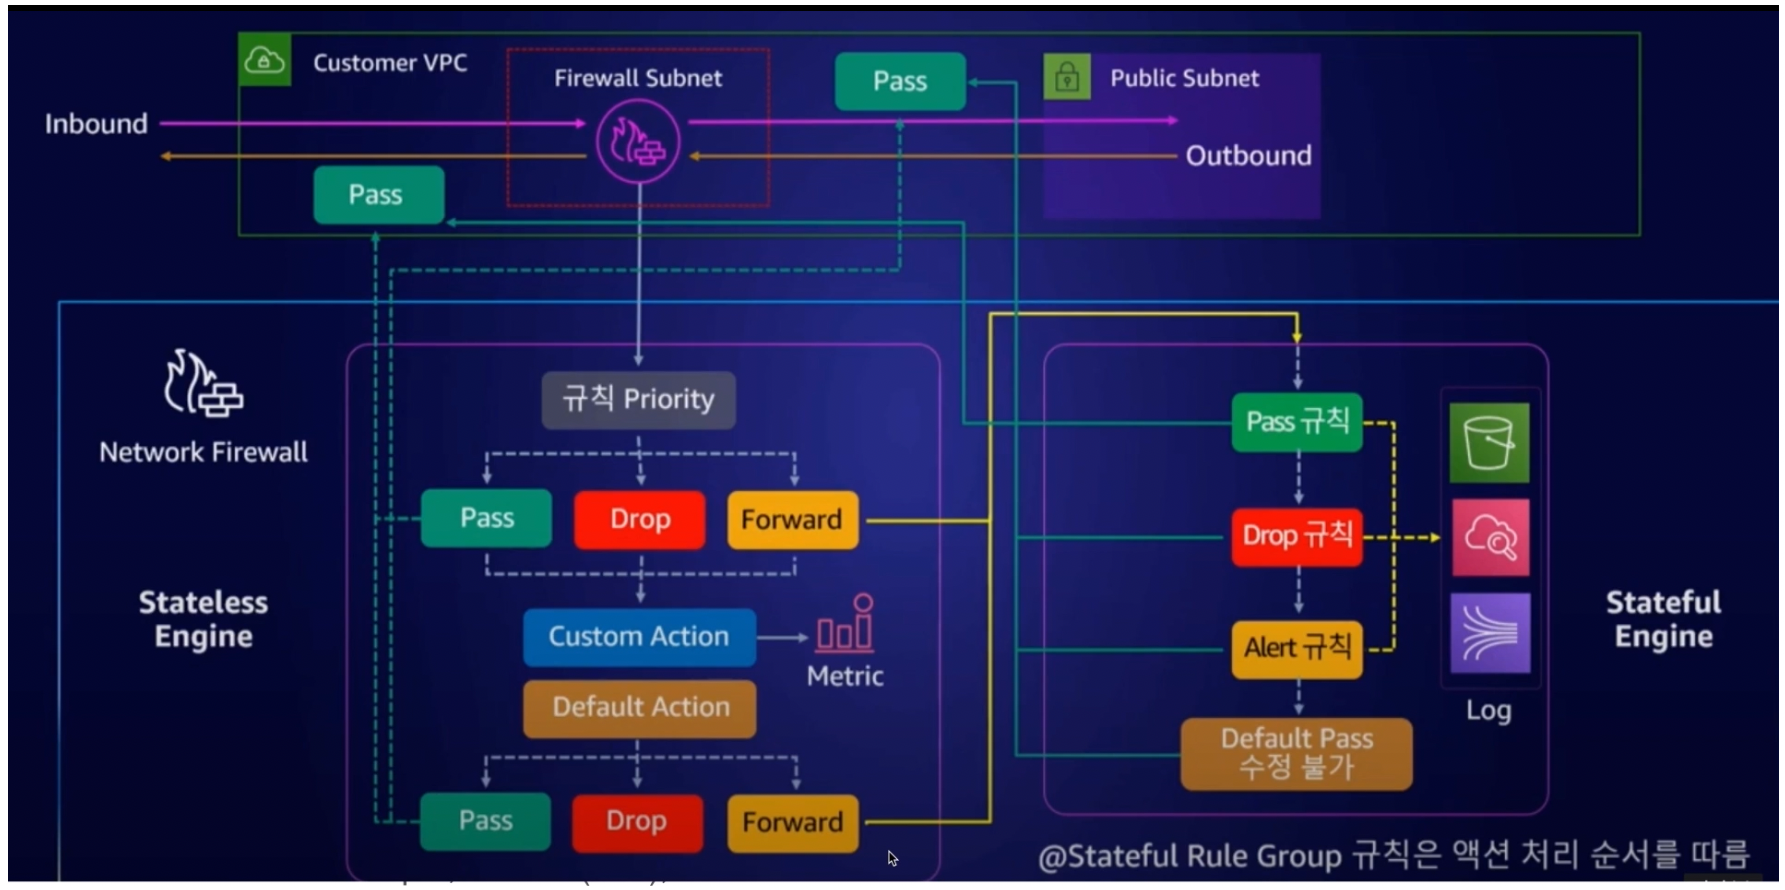 Customer VPC
Firewall Subnet
Pass
Public Subnet
Inbound
Outbound
Pass
Network Firewall
규칙 Priority
Pass
Drop
Forward
Stateless
Engine
Custom Action
Metric
Default Action
Pass
Drop
Forward
Pass 규칙
Drop 규칙
Alert 규칙
Default Pass
수정 불가
Log
Stateful
Engine
@Stateful Rule Group 규칙은 액션 처리 순서를 따름